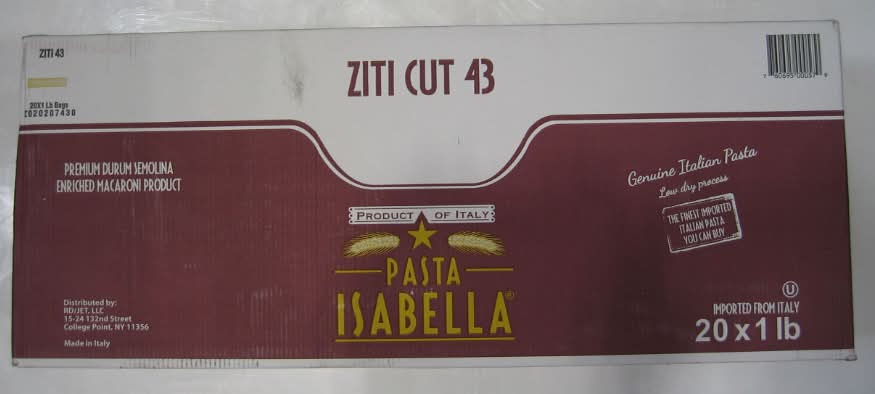 ZITI 43
20X1 Lb Bags
ZITI CUT 43
PREMIUM DURUM SEMOLINA
ENRICHED MACARONI PRODUCT
PRODUCT OF ITALY
PASTA
ISABELLA®
Genuine Italian Pasta
Low dry process
THE FINEST IMPORTED
ITALIAN PASTA
YOU CAN BUY
Distributed by:
RD/JET, LLC
15-24 132nd Street
College Point, NY 11356
Made in Italy
U
IMPORTED FROM ITALY
20 x 1 lb